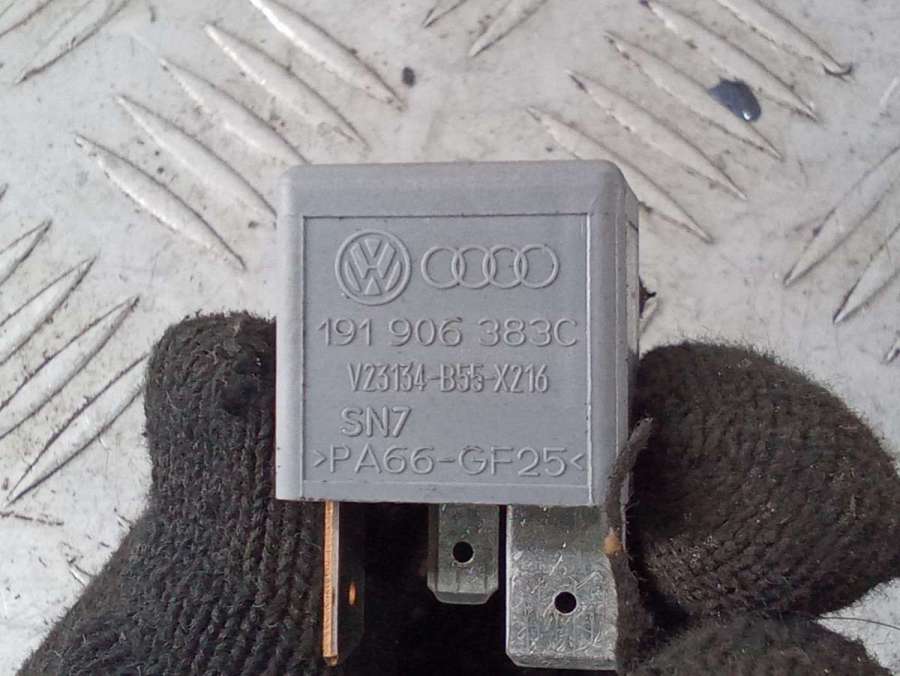 191 906 383C
V23134-B55-X216
SN7
>PA66-GF25<